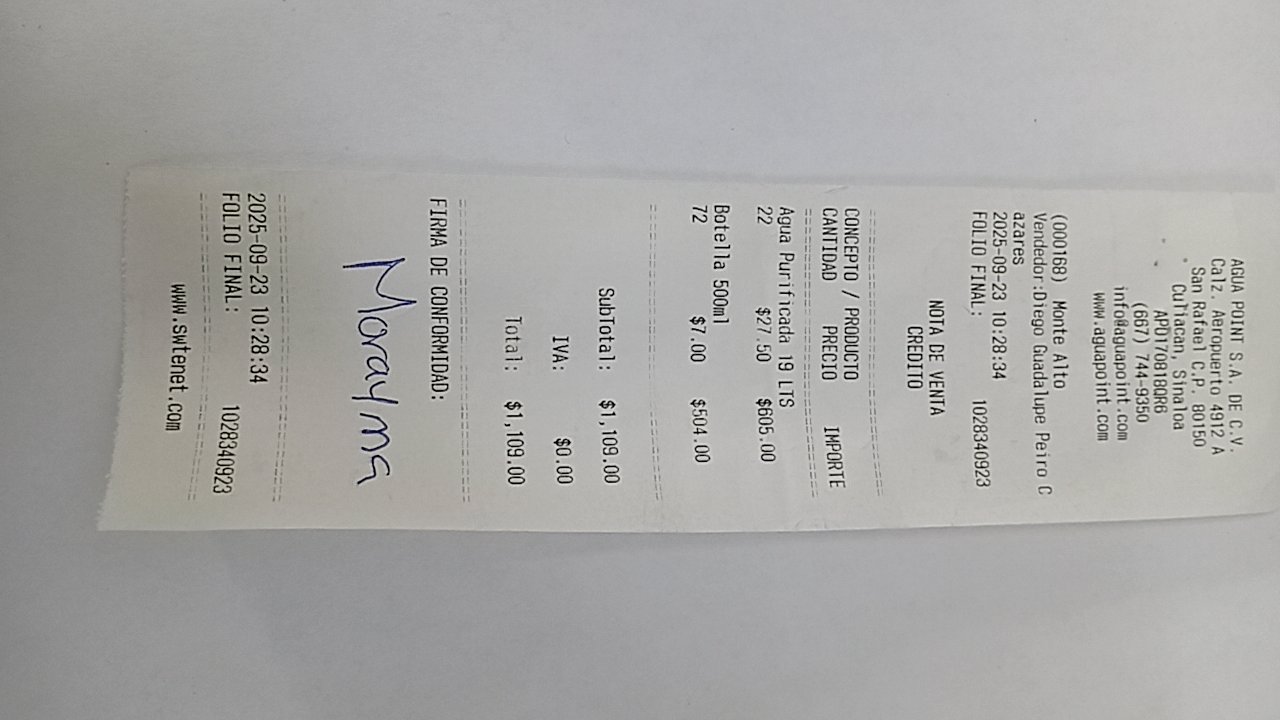 AGUA POINT S.A. DE C.V.
Calz. Aeropuerto 4912 A
San Rafael C.P. 80150
Culiacan, Sinaloa
APO170818QR6
(667) 744-9350
info@aguapoint.com
www.aguapoint.com
(000168) Monte Alto
Vendedor:Diego Guadalupe Peiro C
azares
2025-09-23 10:28:34
FOLIO FINAL: 1028340923
NOTA DE VENTA
CREDITO
CONCEPTO / PRODUCTO
CANTIDAD PRECIO IMPORTE
Agua Purificada 19 LTS
22 $27.50 $605.00
Botella 500ml
72 $7.00 $504.00
SubTotal: $1,109.00
IVA: $0.00
Total: $1,109.00
FIRMA DE CONFORMIDAD:
Morayma
2025-09-23 10:28:34
FOLIO FINAL: 1028340923
www.swtenet.com